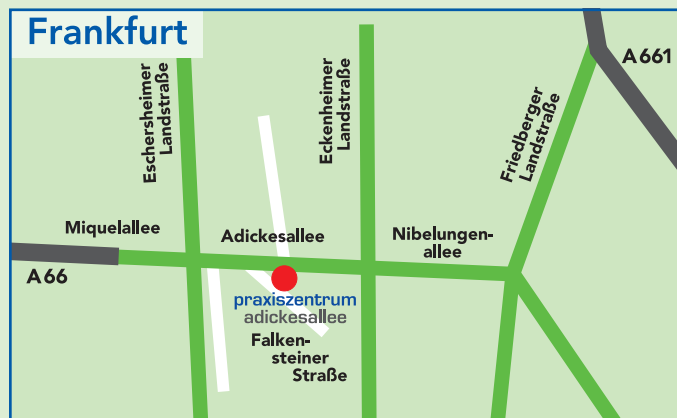 Frankfurt
A661
Eschersheimer
Landstraße
Eckenheimer
Landstraße
Friedberger
Landstraße
Miquelallee
Adickesallee
Nibelungen-
allee
A66
praxiszentrum
adickesallee
Falken-
steiner
Straße